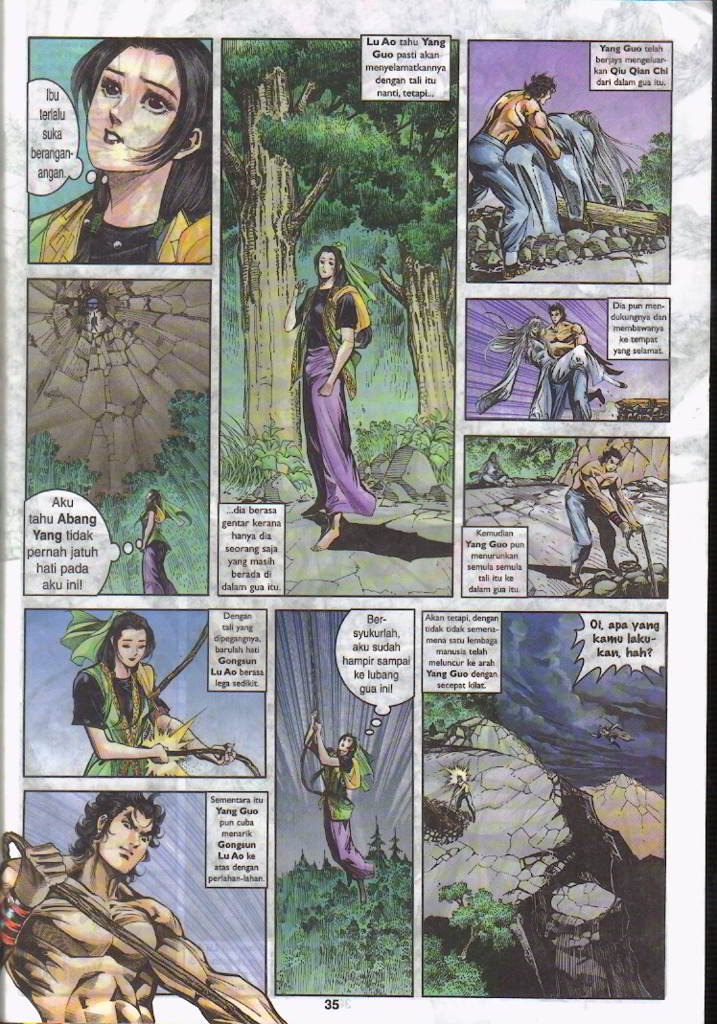 Ibu
terlalu
suka
berangan-
angan..
Aku
tahu Abang
Yang tidak
pernah jatuh
hati pada
aku ini!
Lu Ao tahu Yang
Guo pasti akan
menyelamatkannya
dengan tali itu
nanti, tetapi...
...dia berasa
gentar kerana
hanya dia
seorang saja
yang masih
berada di
dalam gua itu.
Yang Guo telah
berjaya mengeluar-
kan Qiu Qian Chi
dari dalam gua itu.
Dia pun men-
dukungnya dan
membawanya
ke tempat
yang selamat.
Kemudian
Yang Guo pun
menurunkan
semula semula
tali itu ke
dalam gua itu.
Dengan
tali yang
dipegangnya,
barulah hati
Gongsun
Lu Ao berasa
lega sedikit.
Sementara itu
Yang Guo
pun cuba
menarik
Gongsun
Lu Ao ke
atas dengan
perlahan-lahan.
Ber-
syukurlah,
aku sudah
hampir sampai
ke lubang
gua ini!
Akan tetapi, dengan
tidak tidak semena-
mena satu lembaga
manusia telah
meluncur ke arah
Yang Guo dengan
secepat kilat.
Oi, apa yang
kamu laku-
kan, hah?
35